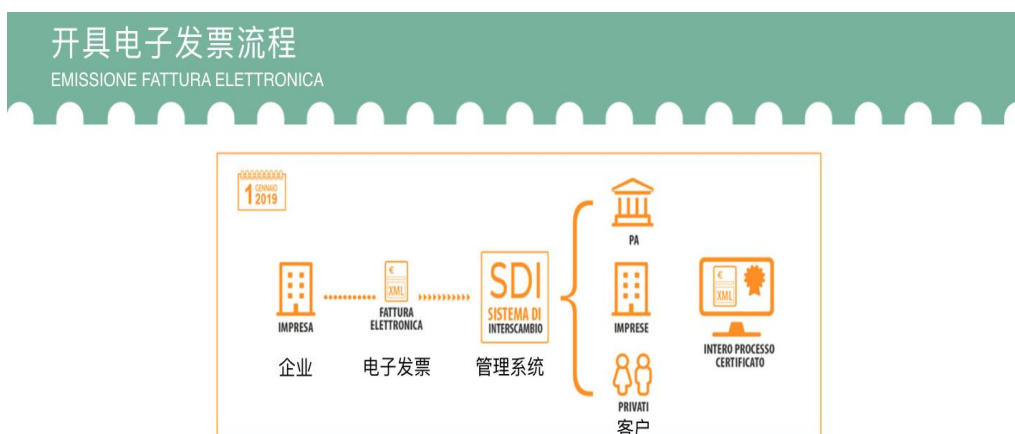 开具电子发票流程
EMISSIONE FATTURA ELETTRONICA
1 GENNAIO
2019
€
XML
IMPRESA
企业
FATTURA
ELETTRONICA
电子发票
SDI
SISTEMA DI
INTERSCAMBIO
管理系统
PA
IMPRESE
PRIVATI
客户
€
XML
INTERO PROCESSO
CERTIFICATO